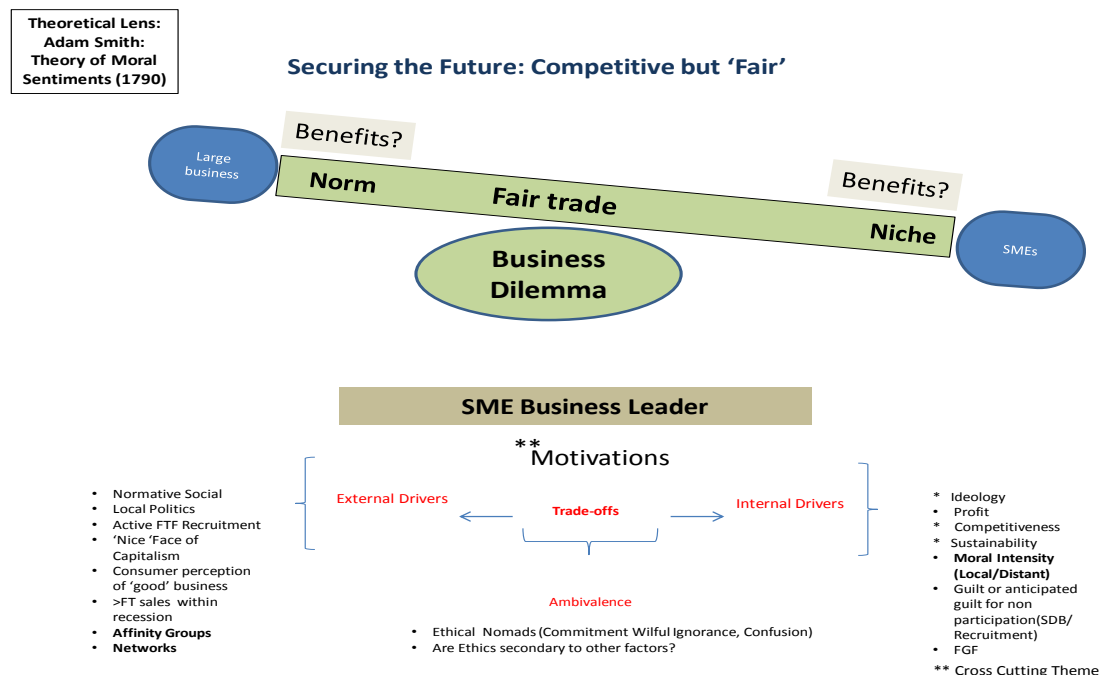 Theoretical Lens:
Adam Smith:
Theory of Moral
Sentiments (1790)
Securing the Future: Competitive but ‘Fair’
Benefits?
Large
business
Norm
Fair trade
Benefits?
Niche
SMEs
Business
Dilemma
SME Business Leader
**Motivations
External Drivers
Trade-offs
Internal Drivers
• Normative Social
• Local Politics
• Active FTF Recruitment
• ‘Nice ‘Face of
Capitalism
• Consumer perception
of ‘good’ business
• >FT sales within
recession
• Affinity Groups
• Networks
Ambivalence
• Ethical Nomads (Commitment Wilful Ignorance, Confusion)
• Are Ethics secondary to other factors?
* Ideology
• Profit
* Competitiveness
* Sustainability
• Moral Intensity
(Local/Distant)
• Guilt or anticipated
guilt for non
participation(SDB/
Recruitment)
• FGF
** Cross Cutting Theme